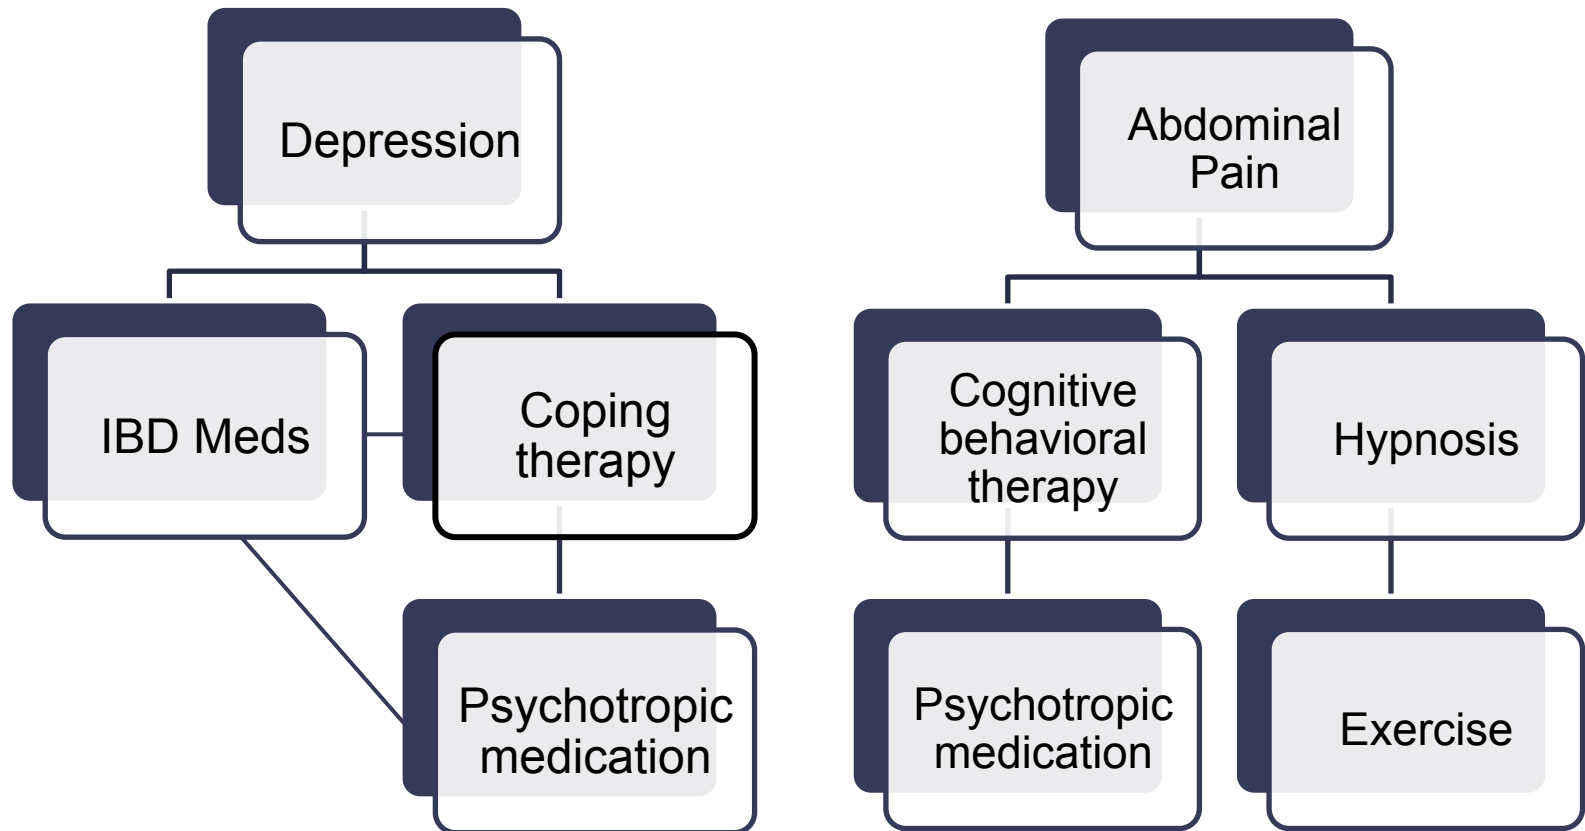 Depression
IBD Meds
Coping
therapy
Psychotropic
medication
Abdominal
Pain
Cognitive
behavioral
therapy
Hypnosis
Psychotropic
medication
Exercise